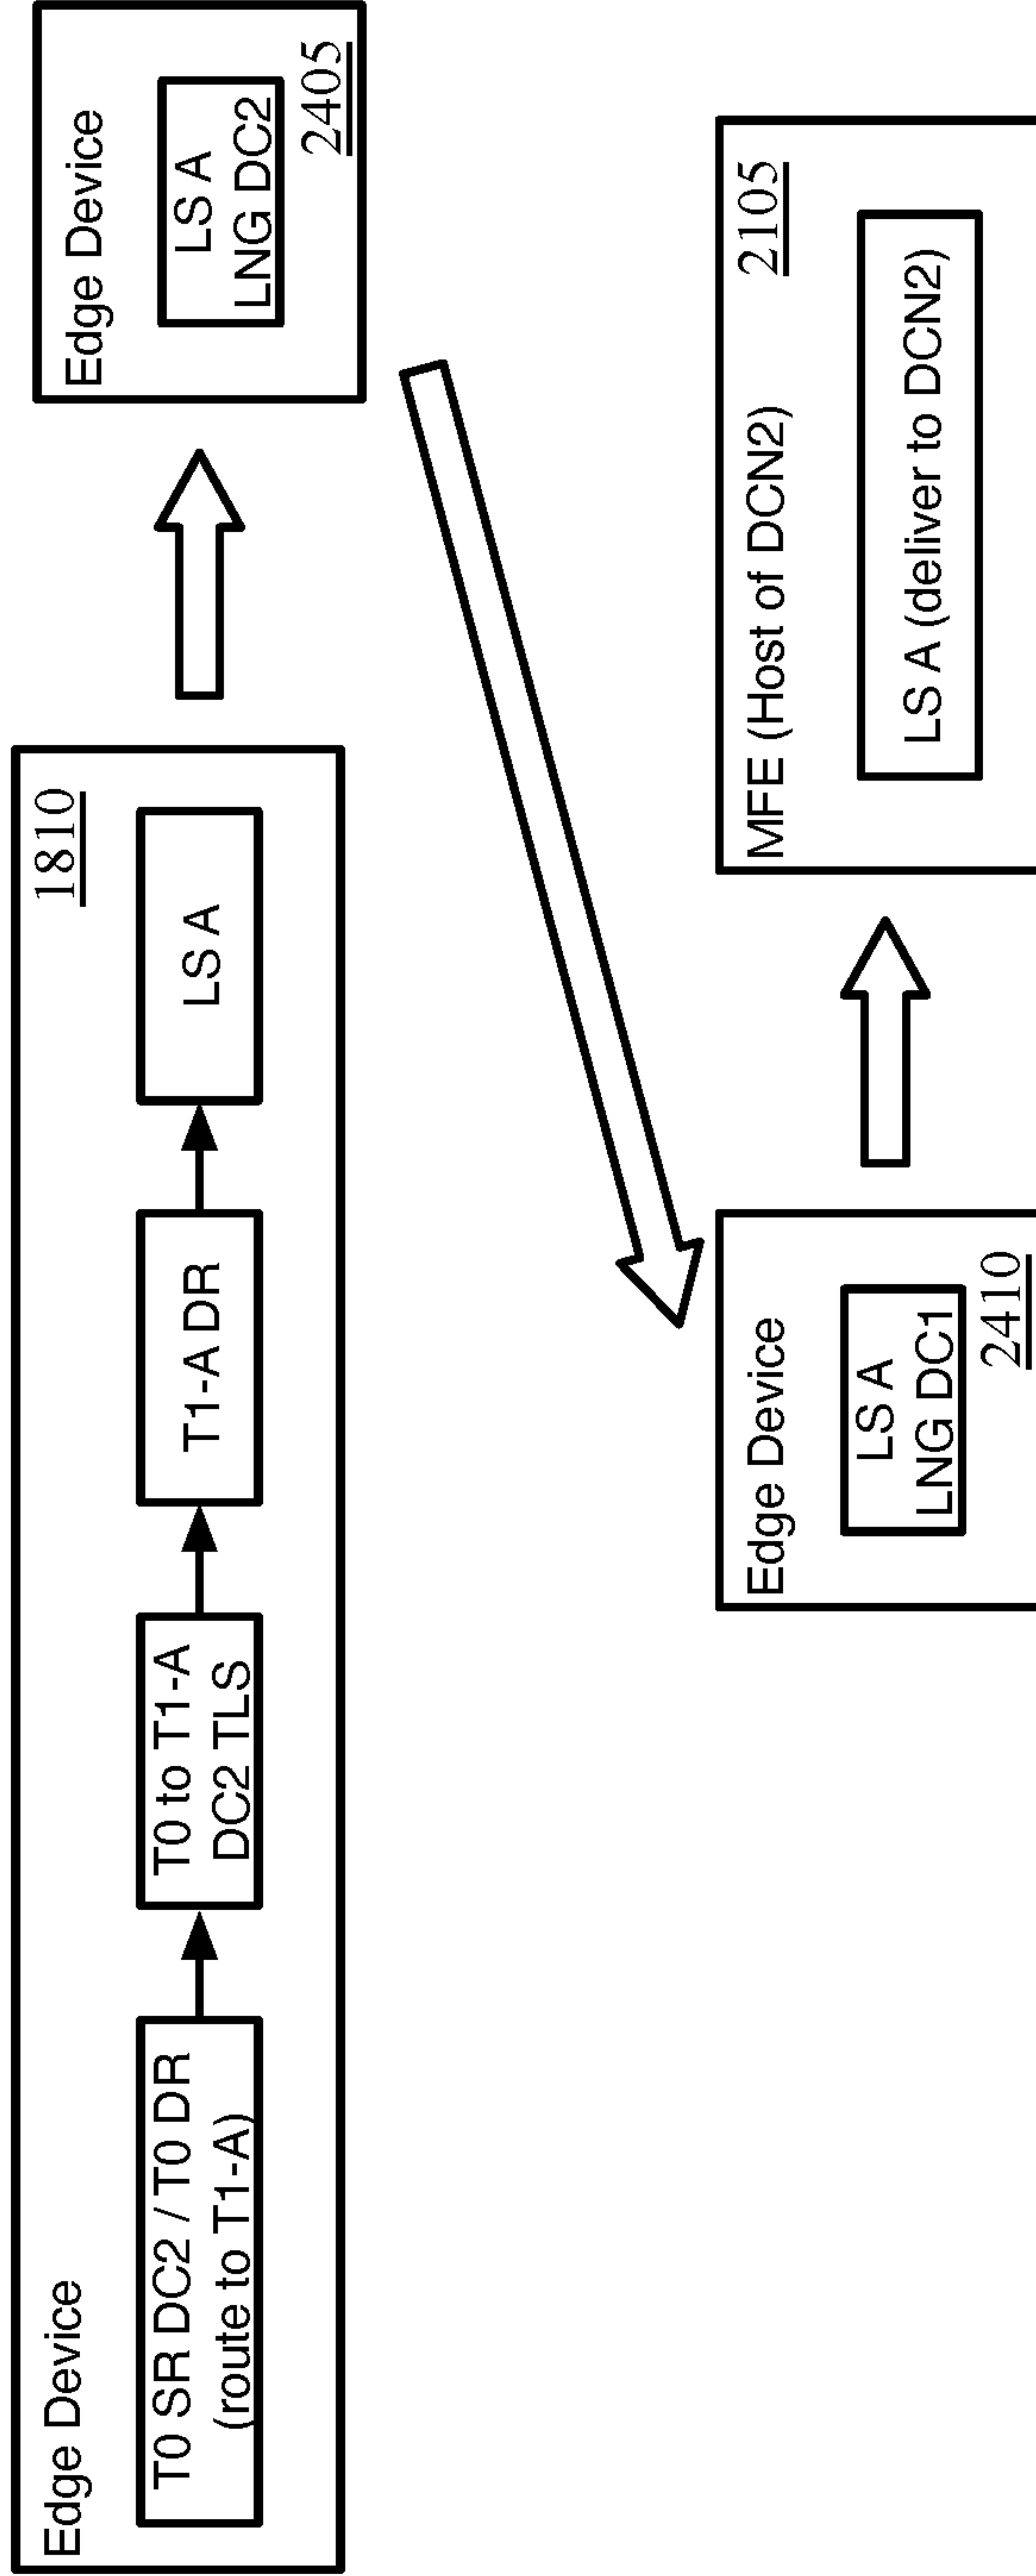 Edge Device
1810
T0 SR DC2 / T0 DR
(route to T1-A)
T0 to T1-A
DC2 TLS
T1-A DR
LS A
Edge Device
LS A
LNG DC2
2405
Edge Device
LS A
LNG DC1
2410
MFE (Host of DCN2)
2105
LS A (deliver to DCN2)